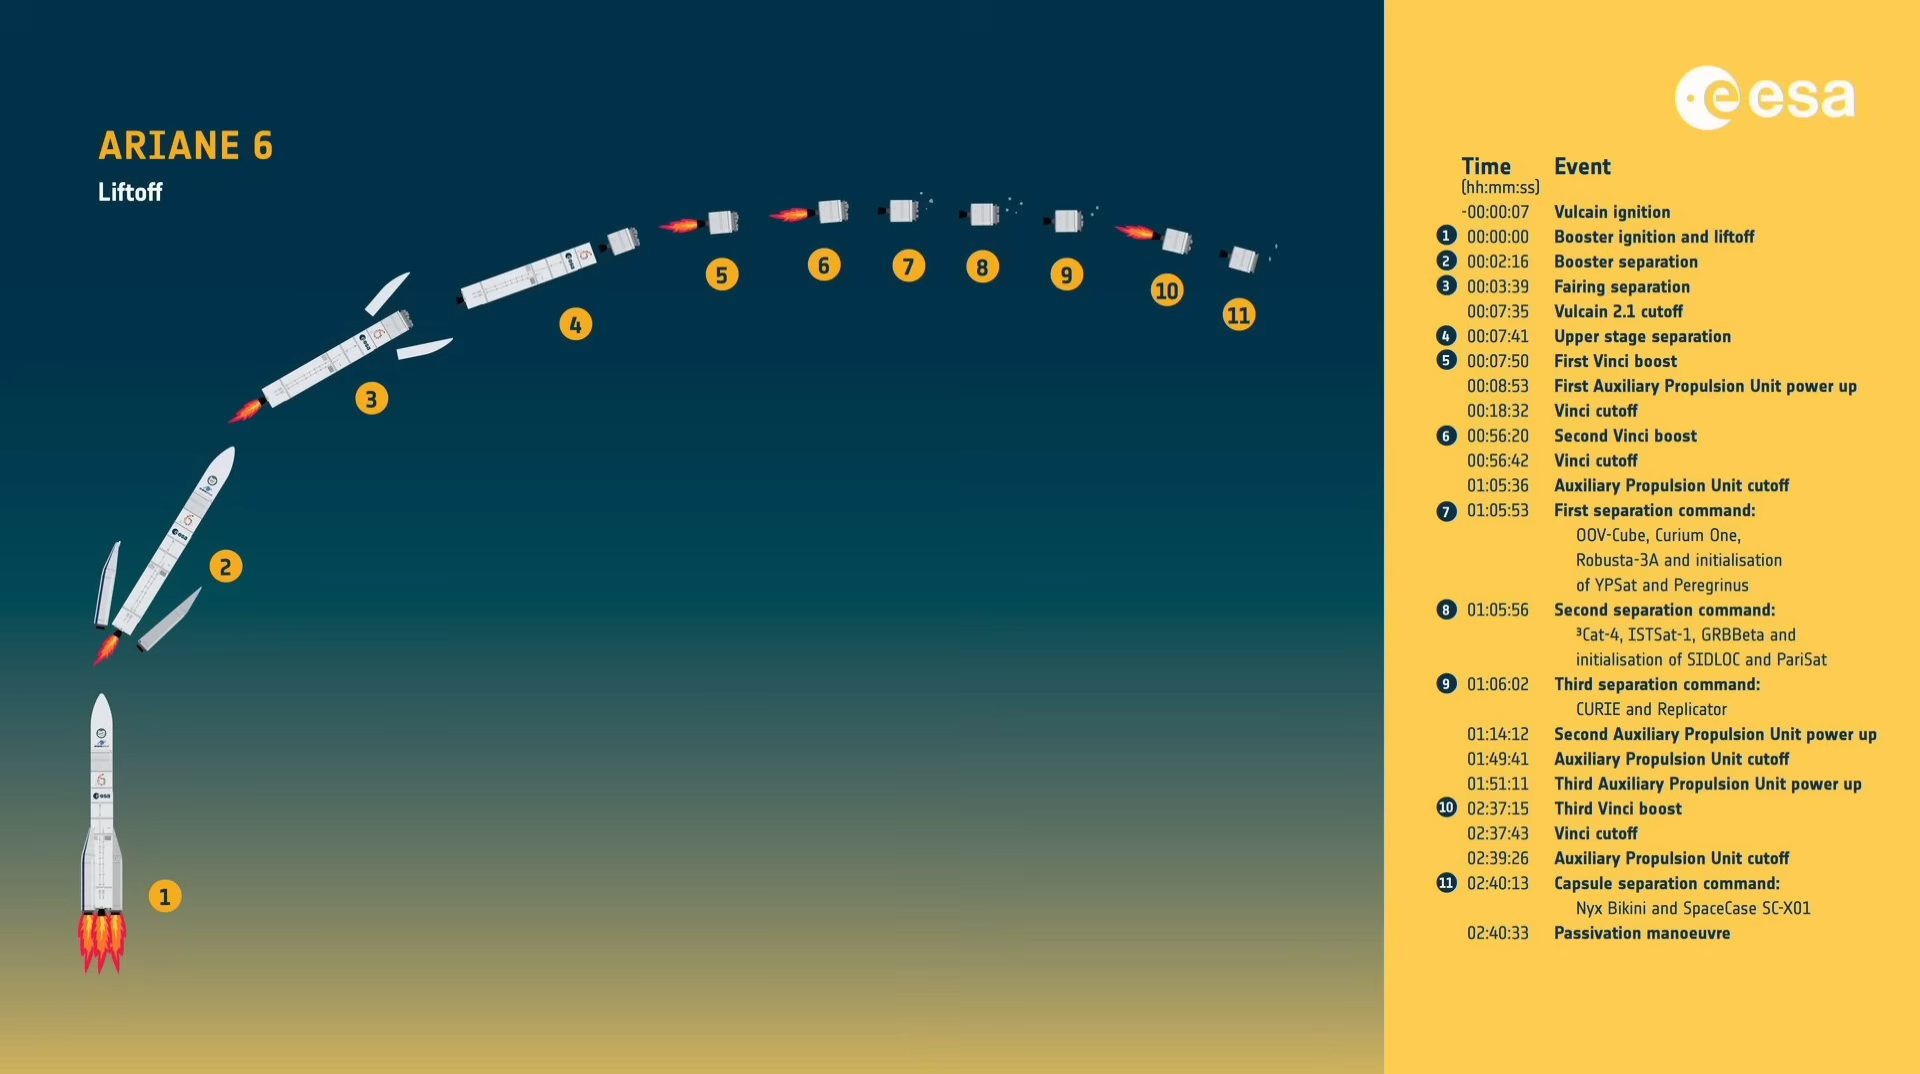 esa
ARIANE 6
Liftoff
Time Event
(hh:mm:ss)
-00:00:07 Vulcain ignition
1 00:00:00 Booster ignition and liftoff
2 00:02:16 Booster separation
3 00:03:39 Fairing separation
00:07:35 Vulcain 2.1 cutoff
4 00:07:41 Upper stage separation
5 00:07:50 First Vinci boost
00:08:53 First Auxiliary Propulsion Unit power up
00:18:32 Vinci cutoff
6 00:56:20 Second Vinci boost
00:56:42 Vinci cutoff
01:05:36 Auxiliary Propulsion Unit cutoff
7 01:05:53 First separation command:
OOV-Cube, Curium One,
Robusta-3A and initialisation
of YPSat and Peregrinus
8 01:05:56 Second separation command:
³Cat-4, ISTSat-1, GRBBeta and
initialisation of SIDLOC and PariSat
9 01:06:02 Third separation command:
CURIE and Replicator
01:14:12 Second Auxiliary Propulsion Unit power up
01:49:41 Auxiliary Propulsion Unit cutoff
01:51:11 Third Auxiliary Propulsion Unit power up
10 02:37:15 Third Vinci boost
02:37:43 Vinci cutoff
02:39:26 Auxiliary Propulsion Unit cutoff
11 02:40:13 Capsule separation command:
Nyx Bikini and SpaceCase SC-X01
02:40:33 Passivation manoeuvre
5
6
7
8
9
10
11
4
esa 6
3
6
esa
2
6
esa
1
6
esa